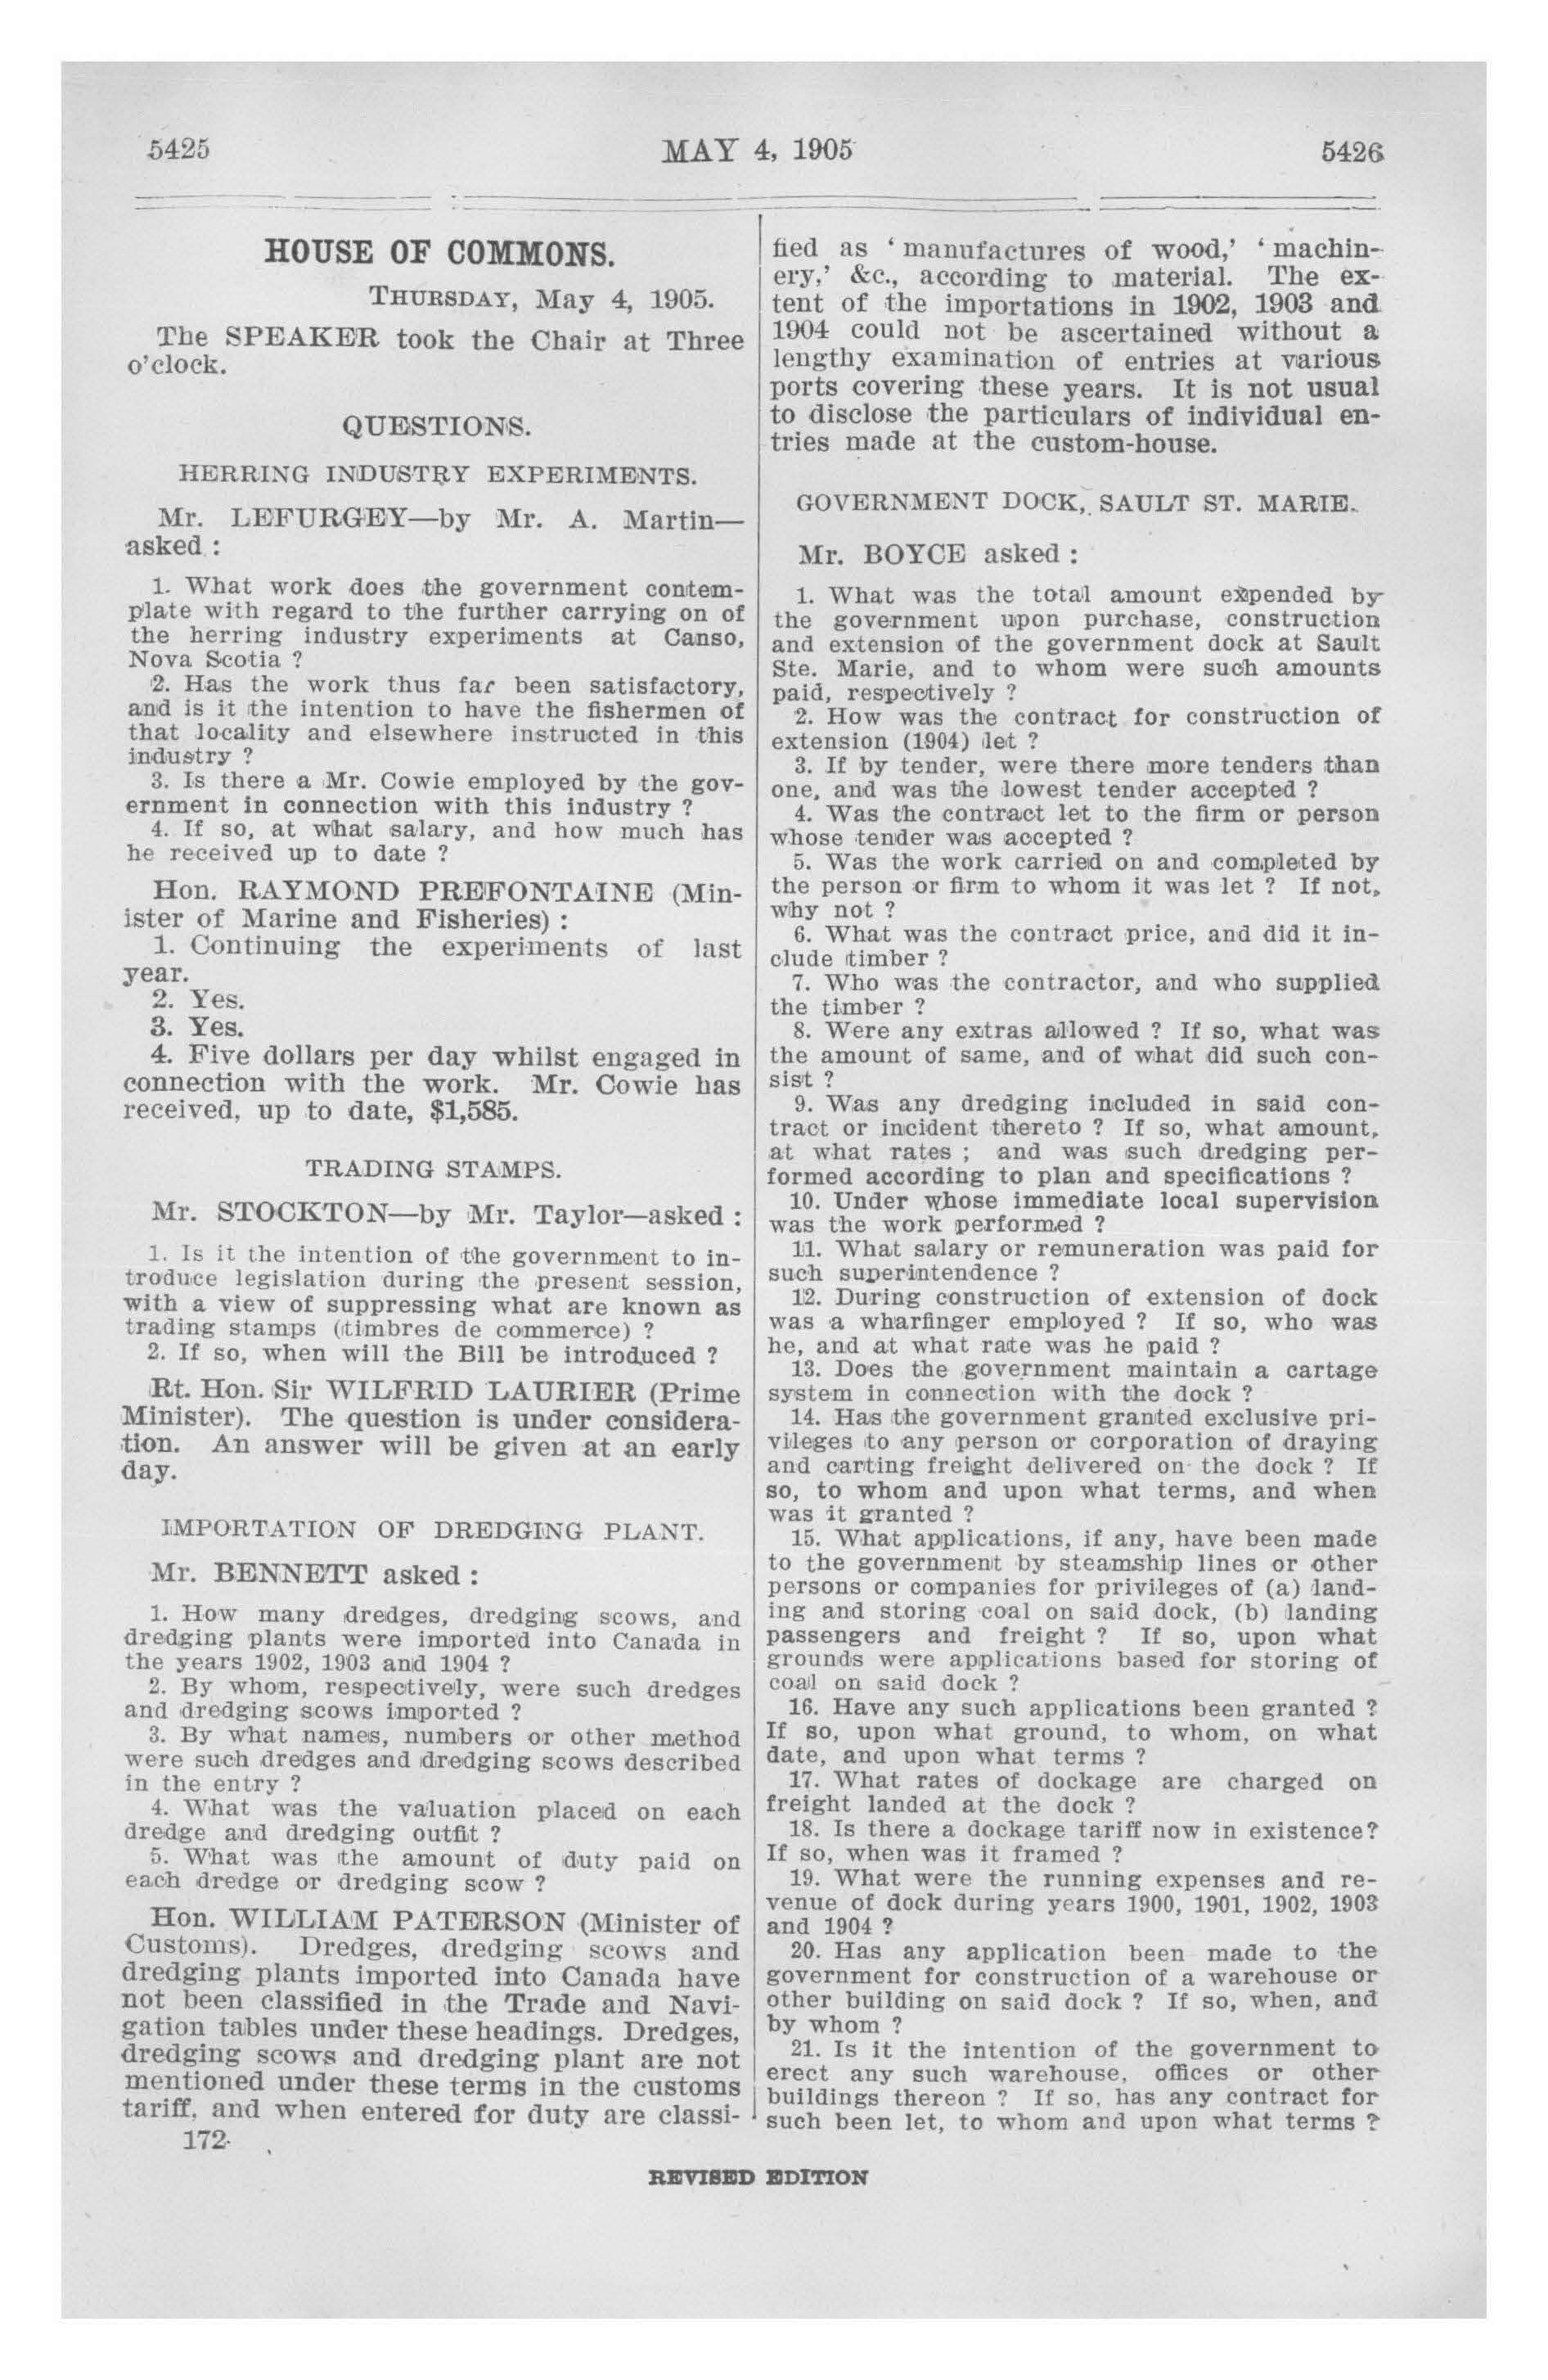 5425
MAY 4, 1905
5426
HOUSE OF COMMONS.
THURSDAY, May 4, 1905.
The SPEAKER took the Chair at Three
o'clock.
QUESTIONS.
HERRING INDUSTRY EXPERIMENTS.
Mr. LEFURGEY—by Mr. A. Martin—
asked :
1. What work does the government contem-
plate with regard to the further carrying on of
the herring industry experiments at Canso,
Nova Scotia ?
2. Has the work thus far been satisfactory,
and is it the intention to have the fishermen of
that locality and elsewhere instructed in this
industry ?
3. Is there a Mr. Cowie employed by the gov-
ernment in connection with this industry ?
4. If so, at what salary, and how much has
he received up to date ?
Hon. RAYMOND PREFONTAINE (Min-
ister of Marine and Fisheries) :
1. Continuing the experiments of last
year.
2. Yes.
3. Yes.
4. Five dollars per day whilst engaged in
connection with the work. Mr. Cowie has
received, up to date, $1,585.
TRADING STAMPS.
Mr. STOCKTON—by Mr. Taylor—asked :
1. Is it the intention of the government to in-
troduce legislation during the present session,
with a view of suppressing what are known as
trading stamps (timbres de commerce) ?
2. If so, when will the Bill be introduced ?
Rt. Hon. Sir WILFRID LAURIER (Prime
Minister). The question is under considera-
tion. An answer will be given at an early
day.
IMPORTATION OF DREDGING PLANT.
Mr. BENNETT asked :
1. How many dredges, dredging scows, and
dredging plants were imported into Canada in
the years 1902, 1903 and 1904 ?
2. By whom, respectively, were such dredges
and dredging scows imported ?
3. By what names, numbers or other method
were such dredges and dredging scows described
in the entry ?
4. What was the valuation placed on each
dredge and dredging outfit ?
5. What was the amount of duty paid on
each dredge or dredging scow ?
Hon. WILLIAM PATERSON (Minister of
Customs). Dredges, dredging scows and
dredging plants imported into Canada have
not been classified in the Trade and Navi-
gation tables under these headings. Dredges,
dredging scows and dredging plant are not
mentioned under these terms in the customs
tariff, and when entered for duty are classi-
172
fied as ' manufactures of wood,' ' machin-
ery,' &c., according to material. The ex-
tent of the importations in 1902, 1903 and
1904 could not be ascertained without a
lengthy examination of entries at various
ports covering these years. It is not usual
to disclose the particulars of individual en-
tries made at the custom-house.
GOVERNMENT DOCK, SAULT ST. MARIE.
Mr. BOYCE asked :
1. What was the total amount expended by
the government upon purchase, construction
and extension of the government dock at Sault
Ste. Marie, and to whom were such amounts
paid, respectively ?
2. How was the contract for construction of
extension (1904) let ?
3. If by tender, were there more tenders than
one, and was the lowest tender accepted ?
4. Was the contract let to the firm or person
whose tender was accepted ?
5. Was the work carried on and completed by
the person or firm to whom it was let ? If not,
why not ?
6. What was the contract price, and did it in-
clude timber ?
7. Who was the contractor, and who supplied
the timber ?
8. Were any extras allowed ? If so, what was
the amount of same, and of what did such con-
sist ?
9. Was any dredging included in said con-
tract or incident thereto ? If so, what amount,
at what rates ; and was such dredging per-
formed according to plan and specifications ?
10. Under whose immediate local supervision
was the work performed ?
11. What salary or remuneration was paid for
such superintendence ?
12. During construction of extension of dock
was a wharfinger employed ? If so, who was
he, and at what rate was he paid ?
13. Does the government maintain a cartage
system in connection with the dock ?
14. Has the government granted exclusive pri-
vileges to any person or corporation of draying
and carting freight delivered on the dock ? If
so, to whom and upon what terms, and when
was it granted ?
15. What applications, if any, have been made
to the government by steamship lines or other
persons or companies for privileges of (a) land-
ing and storing coal on said dock, (b) landing
passengers and freight ? If so, upon what
grounds were applications based for storing of
coal on said dock ?
16. Have any such applications been granted ?
If so, upon what ground, to whom, on what
date, and upon what terms ?
17. What rates of dockage are charged on
freight landed at the dock ?
18. Is there a dockage tariff now in existence?
If so, when was it framed ?
19. What were the running expenses and re-
venue of dock during years 1900, 1901, 1902, 1903
and 1904 ?
20. Has any application been made to the
government for construction of a warehouse or
other building on said dock ? If so, when, and
by whom ?
21. Is it the intention of the government to
erect any such warehouse, offices or other
buildings thereon ? If so, has any contract for
such been let, to whom and upon what terms ?
REVISED EDITION